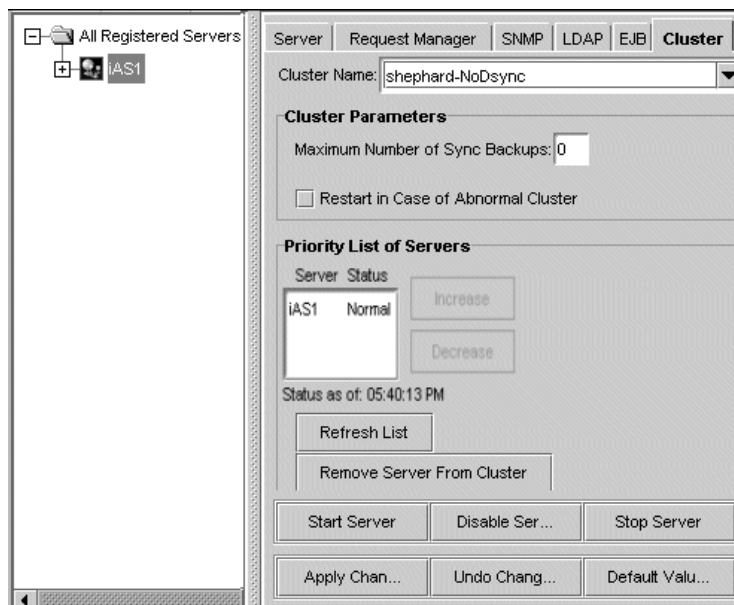 All Registered Servers
iAS1
Server Request Manager SNMP LDAP EJB Cluster
Cluster Name: shephard-NoDsync
Cluster Parameters
Maximum Number of Sync Backups: 0
Restart in Case of Abnormal Cluster
Priority List of Servers
Server Status
iAS1 Normal
Increase
Decrease
Status as of: 05:40:13 PM
Refresh List
Remove Server From Cluster
Start Server Disable Ser... Stop Server
Apply Chan... Undo Chang... Default Valu...